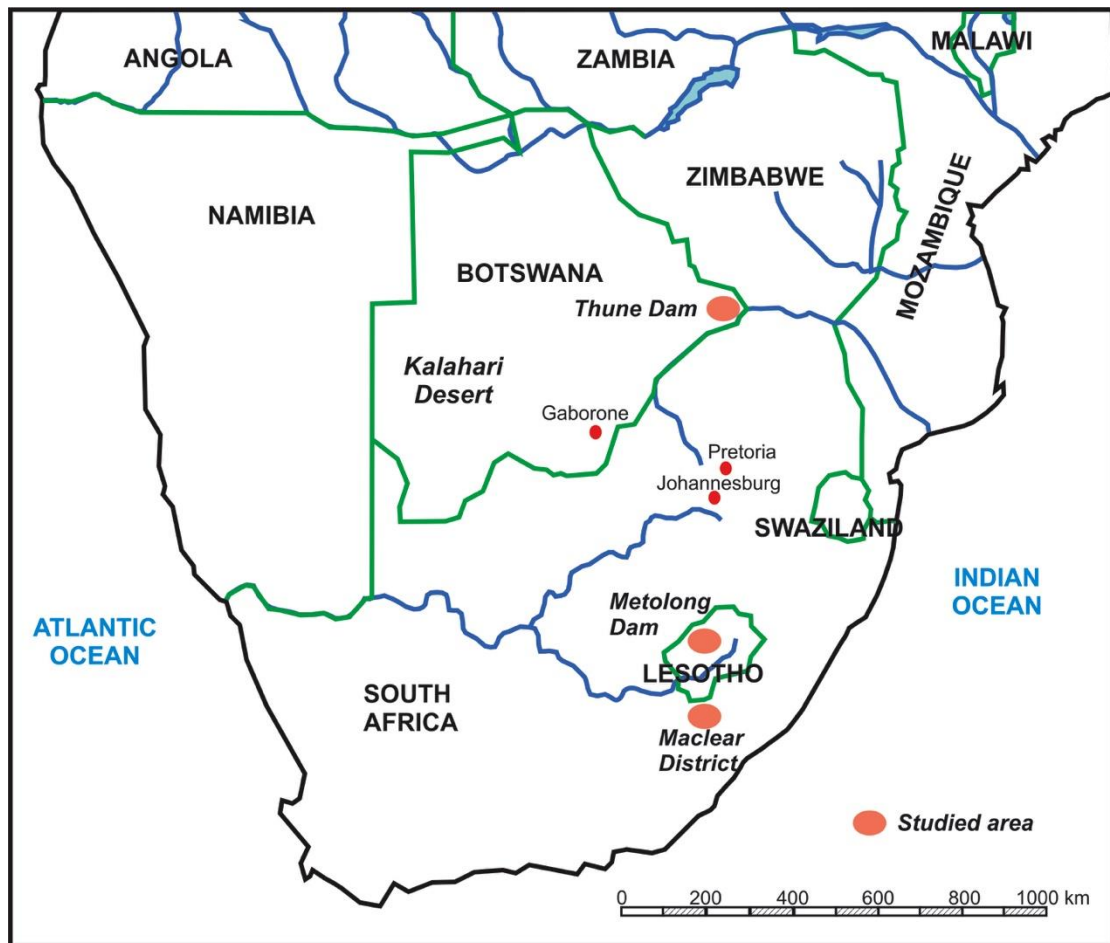 ANGOLA
ZAMBIA
MALAWI
NAMIBIA
ZIMBABWE
MOZAMBIQUE
BOTSWANA
Thune Dam
Kalahari
Desert
Gaborone
Pretoria
Johannesburg
SWAZILAND
ATLANTIC
OCEAN
INDIAN
OCEAN
Metolong
Dam
LESOTHO
SOUTH
AFRICA
Maclear
District
Studied area
0 200 400 600 800 1000 km